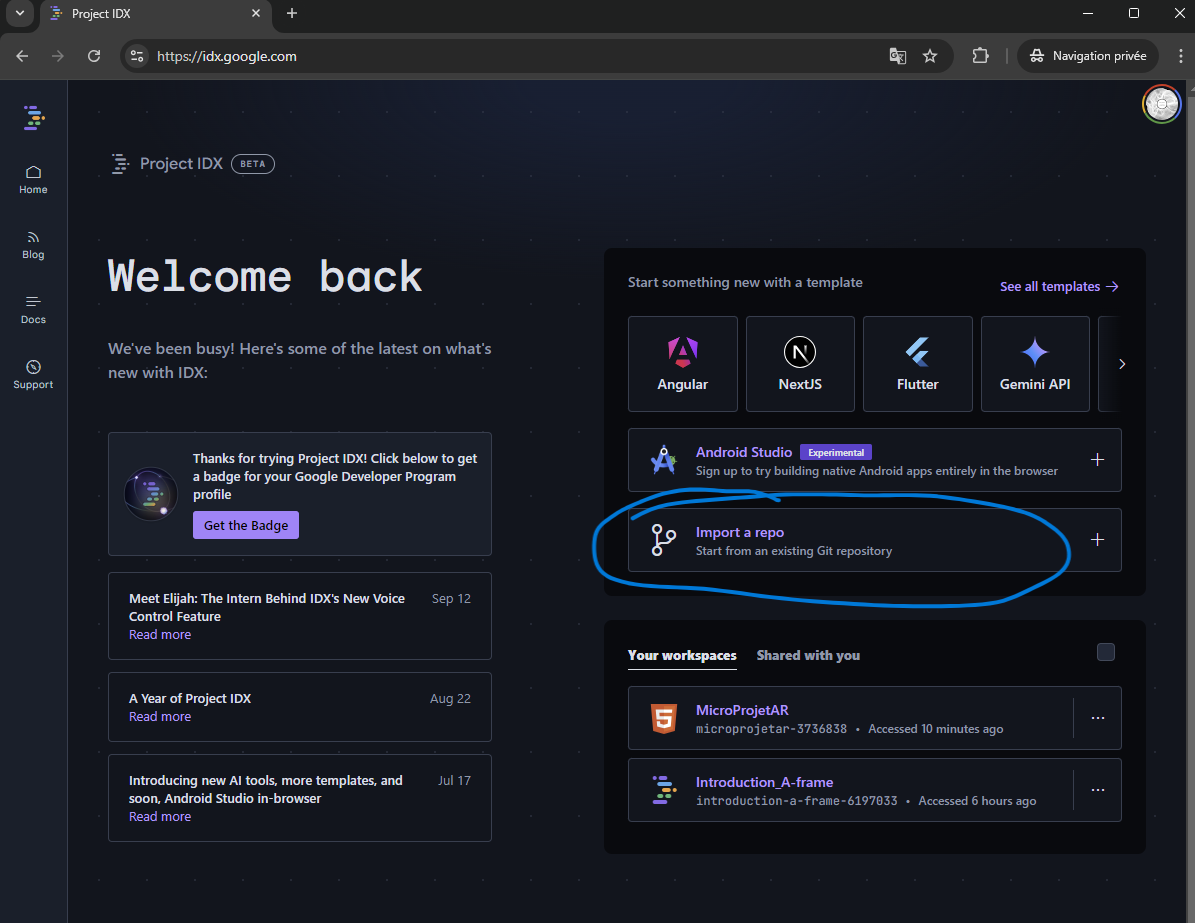 Project IDX
https://idx.google.com
Navigation privée
Home
Blog
Docs
Support
Project IDX BETA
Welcome back
We've been busy! Here's some of the latest on what's
new with IDX:
Thanks for trying Project IDX! Click below to get
a badge for your Google Developer Program
profile
Get the Badge
Meet Elijah: The Intern Behind IDX's New Voice Sep 12
Control Feature
Read more
A Year of Project IDX Aug 22
Read more
Introducing new AI tools, more templates, and Jul 17
soon, Android Studio in-browser
Read more
Start something new with a template
See all templates →
Angular
NextJS
Flutter
Gemini API
Android Studio Experimental
Sign up to try building native Android apps entirely in the browser
Import a repo
Start from an existing Git repository
Your workspaces Shared with you
MicroProjetAR
microprojetar-3736838 • Accessed 10 minutes ago
Introduction_A-frame
introduction-a-frame-6197033 • Accessed 6 hours ago